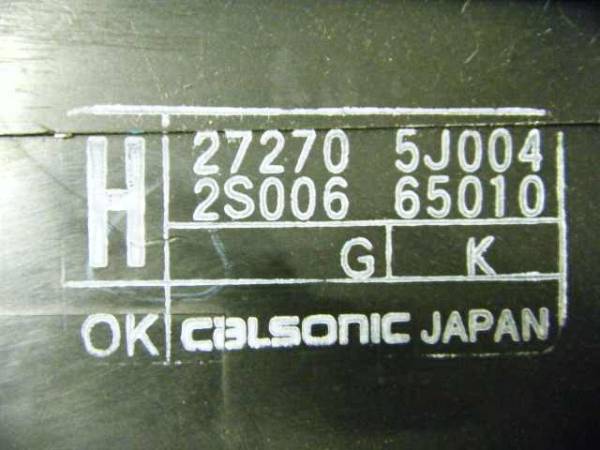 H 27270 5J004
2S006 65010
G K
OK CALSONIC JAPAN